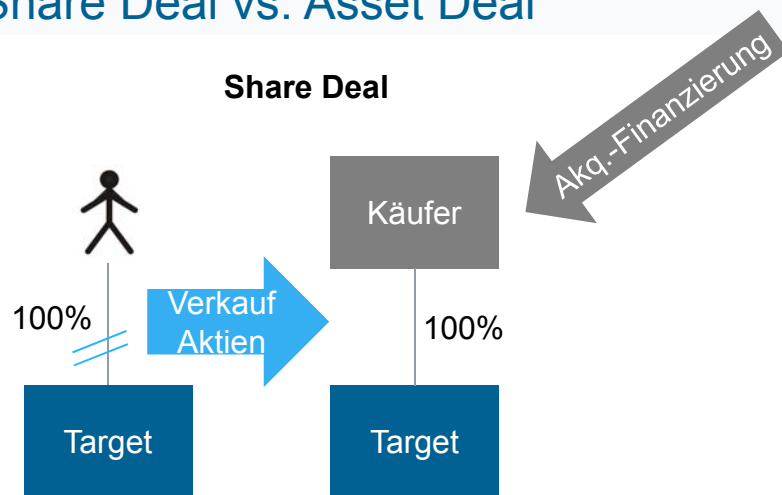 Share Deal vs. Asset Deal
Share Deal
Akq.-Finanzierung
Käufer
100%
Verkauf
Aktien
100%
Target
Target